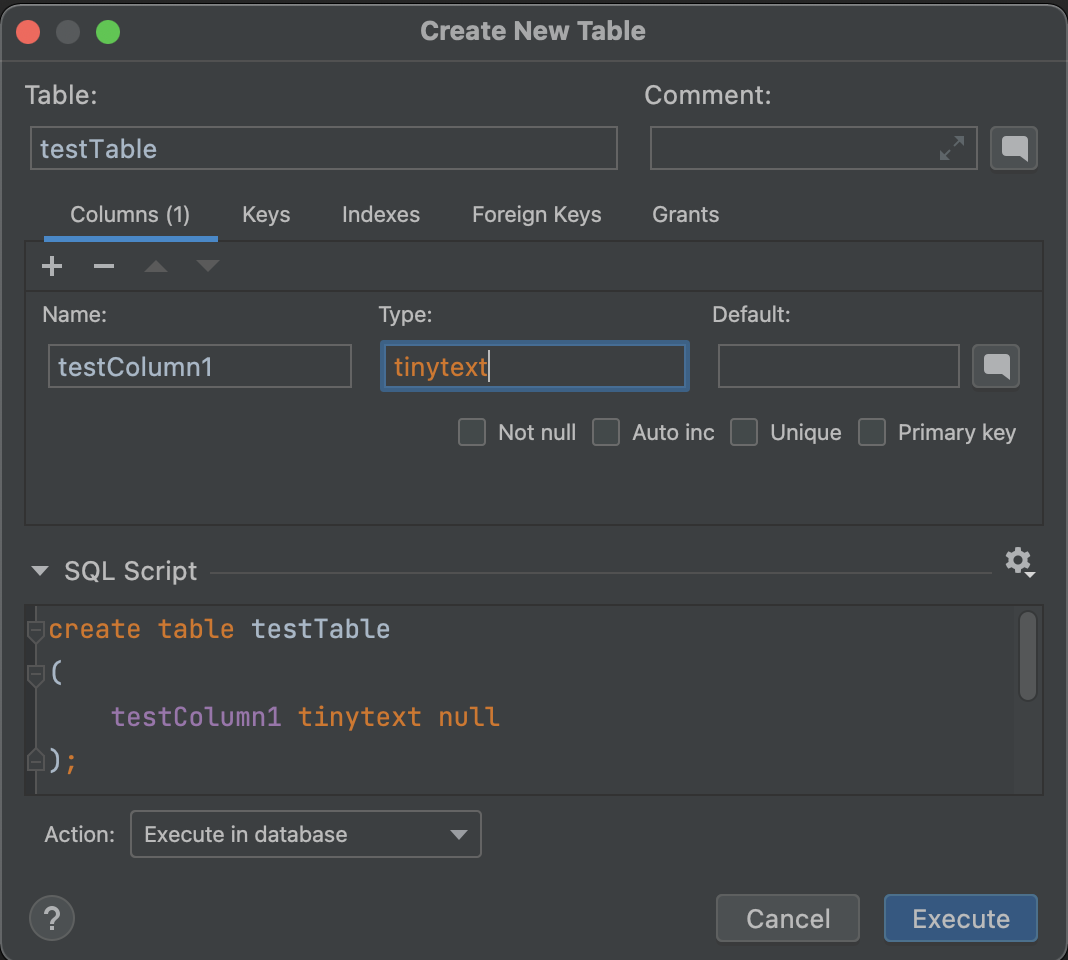 Create New Table
Table: Comment:
testTable
Columns (1) Keys Indexes Foreign Keys Grants
Name: Type: Default:
testColumn1 tinytext
Not null Auto inc Unique Primary key
SQL Script
create table testTable
(
    testColumn1 tinytext null
);
Action: Execute in database
? Cancel Execute